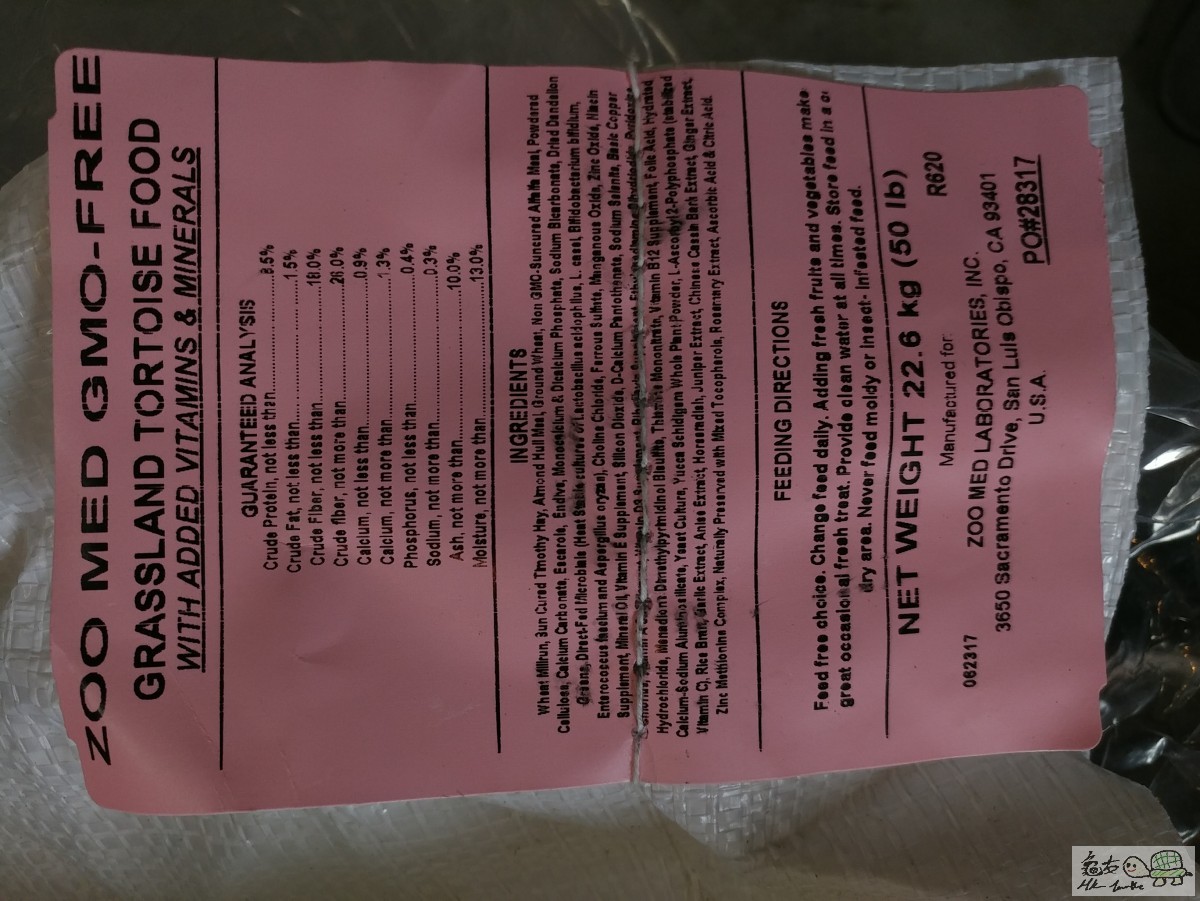 ZOO MED GMO-FREE
GRASSLAND TORTOISE FOOD
WITH ADDED VITAMINS & MINERALS
GUARANTEED ANALYSIS
Crude Protein, not less than 8.5%
Crude Fat, not less than 1.5%
Crude Fiber, not less than 18.0%
Crude fiber, not more than 26.0%
Calcium, not less than 0.9%
Calcium, not more than 1.3%
Phosphorus, not less than 0.4%
Sodium, not more than 0.3%
Ash, not more than 10.0%
Moisture, not more than 13.0%
INGREDIENTS
Wheat Millrun, Sun Cured Timothy Hay, Almond Hull Meal, Ground Wheat, Non GMO-Suncured Alfalfa Meal, Powdered
Cellulose, Calcium Carbonate, Escarole, Endive, Monocalcium & Dicalcium Phosphate, Sodium Bicarbonate, Dried Dandelion
Greens, Direct-Fed Microbials (Heat Stable culture of Lactobacillus acidophilus, L. casei, Bifidobacterium bifidium,
Enterococcus faecium and Aspergillus oryzae), Choline Chloride, Ferrous Sulfate, Manganous Oxide, Zinc Oxide, Niacin
Supplement, Mineral Oil, Vitamin E Supplement, Silicon Dioxide, D-Calcium Pantothenate, Sodium Selenite, Basic Copper
Hydrochloride, Menadione Dimethylpyrimidinol Bisulfite, Thiamine Mononitrate, Vitamin B12 Supplement, Folic Acid, Hydrated
Calcium-Sodium Aluminosilicate, Yeast Culture, Yucca Schidigera Whole Plant Powder, L-Ascorbyl 2-Polyphosphate (stabilized
Vitamin C), Rice Bran, Garlic Extract, Anise Extract, Horseradish, Juniper Extract, Chinese Cassia Bark Extract, Ginger Extract,
Zinc Methionine Complex, Naturally Preserved with Mixed Tocopherols, Rosemary Extract, Ascorbic Acid & Citric Acid.
FEEDING DIRECTIONS
Feed free choice. Change feed daily. Adding fresh fruits and vegetables make
great occasional fresh treat. Provide clean water at all times. Store feed in a
dry area. Never feed moldy or insect- infested feed.
NET WEIGHT 22.6 kg (50 lb)
Manufactured for: R620
062317 ZOO MED LABORATORIES, INC.
3650 Sacramento Drive, San Luis Obispo, CA 93401
U.S.A. PO#28317
龜友
HK turtle